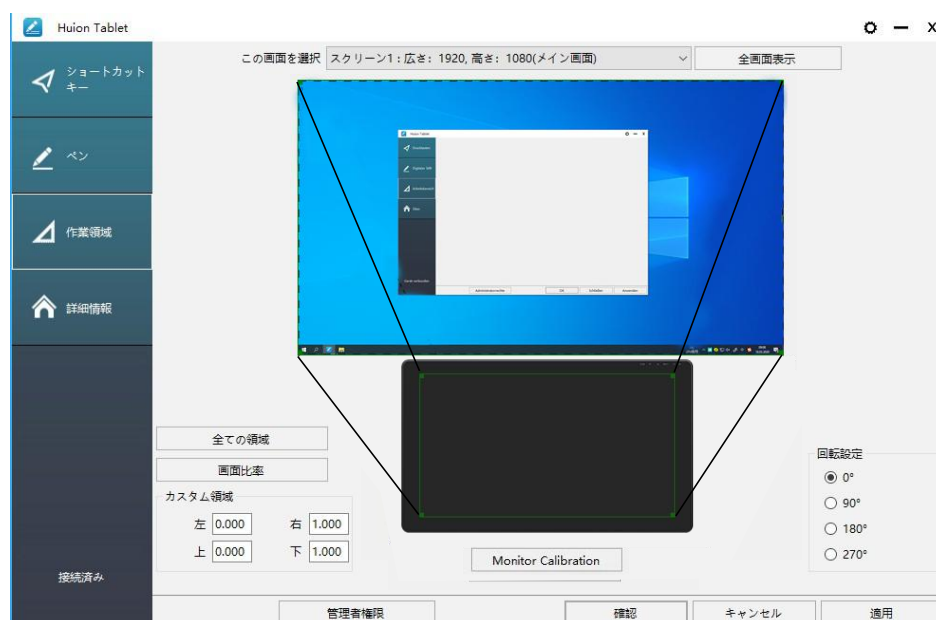 Huion Tablet
ショートカット
キー
ペン
作業領域
詳細情報
接続済み
この画面を選択
スクリーン1：広さ：1920, 高さ：1080(メイン画面)
全画面表示
Huion Tablet
全ての領域
画面比率
カスタム領域
左 0.000 右 1.000
上 0.000 下 1.000
Monitor Calibration
回転設定
0°
90°
180°
270°
管理者権限
確認
キャンセル
適用